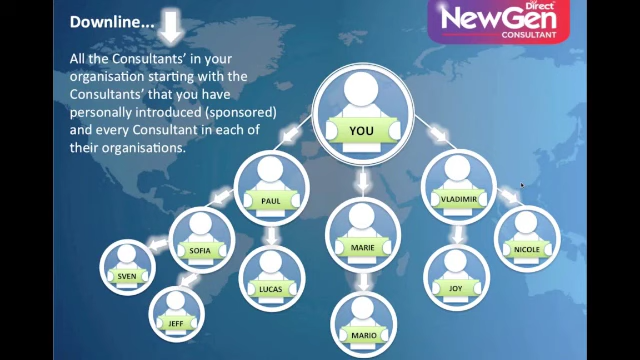 Downline...
Direct
NewGen
CONSULTANT
All the Consultants' in your
organisation starting with the
Consultants' that you have
personally introduced (sponsored)
and every Consultant in each of
their organisations.
YOU
PAUL
VLADIMIR
SOFIA
MARIE
NICOLE
SVEN
LUCAS
JOY
JEFF
MARIO